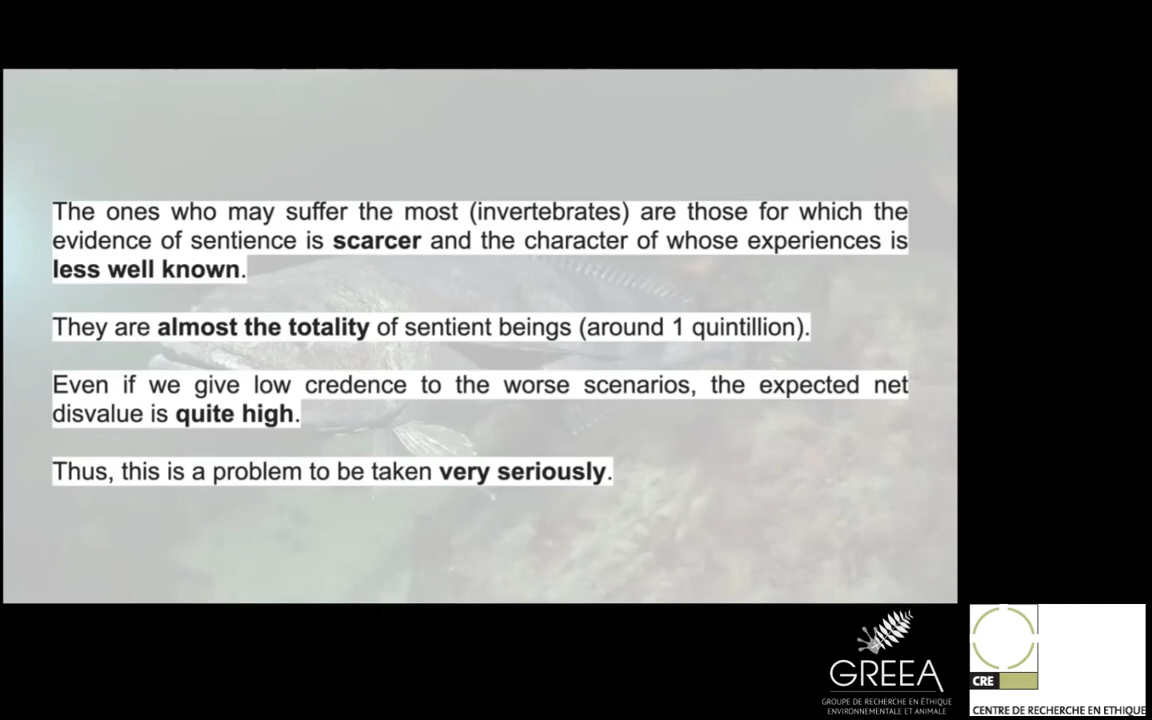 The ones who may suffer the most (invertebrates) are those for which the
evidence of sentience is scarcer and the character of whose experiences is
less well known.
They are almost the totality of sentient beings (around 1 quintillion).
Even if we give low credence to the worse scenarios, the expected net
disvalue is quite high.
Thus, this is a problem to be taken very seriously.
GREEA
GROUPE DE RECHERCHE EN ÉTHIQUE
ENVIRONNEMENTALE ET ANIMALE
CRE
CENTRE DE RECHERCHE EN ETHIQUE